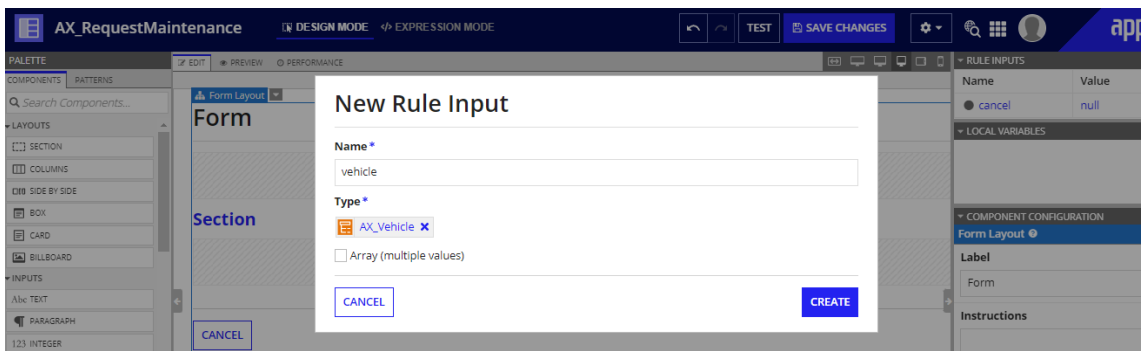 AX_RequestMaintenance
DESIGN MODE
</> EXPRESSION MODE
TEST
SAVE CHANGES
PALETTE
EDIT
PREVIEW
PERFORMANCE
RULE INPUTS
COMPONENTS
PATTERNS
Name
Value
Search Components...
Form Layout
New Rule Input
cancel
null
LAYOUTS
Form
LOCAL VARIABLES
SECTION
Name*
COLUMNS
vehicle
SIDE BY SIDE
Type*
BOX
Section
AX_Vehicle
COMPONENT CONFIGURATION
CARD
Form Layout
BILLBOARD
Array (multiple values)
Label
INPUTS
Form
Abc TEXT
CANCEL
CREATE
PARAGRAPH
Instructions
123 INTEGER
CANCEL